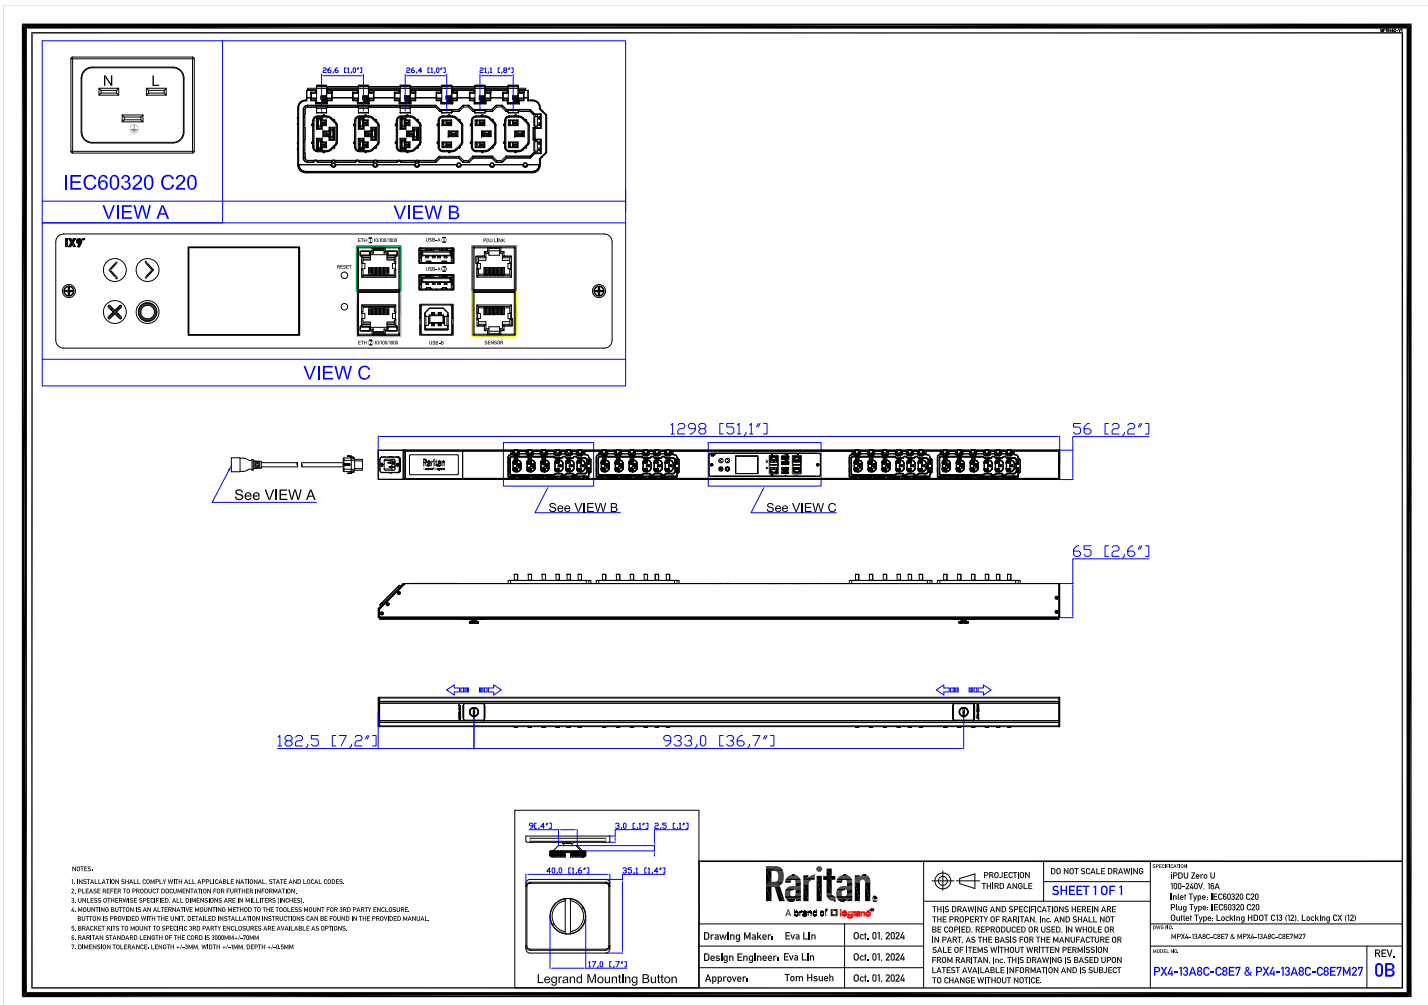 26,6 [1,0"]
26,4 [1,0"]
21,1 [,8"]
N
L
IEC60320 C20
VIEW A
VIEW B
iX9™
RESET
ETH 1 10/100/1000
USB-A
USB-A
PDU LINK
ETH 2 10/100/1000
USB-B
SENSOR
VIEW C
1298 [51,1"]
56 [2,2"]
Raritan
See VIEW A
See VIEW B
See VIEW C
65 [2,6"]
182,5 [7,2"]
933,0 [36,7"]
9[,4"]
3,0 [,1"]
2,5 [,1"]
40,0 [1,6"]
35,1 [1,4"]
17,0 [,7"]
Legrand Mounting Button
NOTES:
1. INSTALLATION SHALL COMPLY WITH ALL APPLICABLE NATIONAL, STATE AND LOCAL CODES.
2. PLEASE REFER TO PRODUCT DOCUMENTATION FOR FURTHER INFORMATION.
3. UNLESS OTHERWISE SPECIFIED, ALL DIMENSIONS ARE IN MILLITERS [INCHES].
4. MOUNTING BUTTON IS AN ALTERNATIVE MOUNTING METHOD TO THE TOOLESS MOUNT FOR 3RD PARTY ENCLOSURE.
BUTTON IS PROVIDED WITH THE UNIT. DETAILED INSTALLATION INSTRUCTIONS CAN BE FOUND IN THE PROVIDED MANUAL.
5. BRACKET KITS TO MOUNT TO SPECIFIC 3RD PARTY ENCLOSURES ARE AVAILABLE AS OPTIONS.
6. RARITAN STANDARD LENGTH OF THE CORD IS 3000MM+/-70MM
7. DIMENSION TOLERANCE: LENGTH +/-3MM, WIDTH +/-1MM, DEPTH +/-0.5MM
Raritan.
A brand of legrand
Drawing Maker: Eva Lin Oct. 01, 2024
Design Engineer: Eva Lin Oct. 01, 2024
Approver: Tom Hsueh Oct. 01, 2024
PROJECTION
THIRD ANGLE
DO NOT SCALE DRAWING
SHEET 1 OF 1
THIS DRAWING AND SPECIFICATIONS HEREIN ARE
THE PROPERTY OF RARITAN, Inc. AND SHALL NOT
BE COPIED, REPRODUCED OR USED, IN WHOLE OR
IN PART, AS THE BASIS FOR THE MANUFACTURE OR
SALE OF ITEMS WITHOUT WRITTEN PERMISSION
FROM RARITAN, Inc. THIS DRAWING IS BASED UPON
LATEST AVAILABLE INFORMATION AND IS SUBJECT
TO CHANGE WITHOUT NOTICE.
SPECIFICATION
iPDU Zero U
100-240V, 16A
Inlet Type: IEC60320 C20
Plug Type: IEC60320 C20
Outlet Type: Locking HDOT C13 (12), Locking CX (12)
DWG NO.
MPX4-13A8C-C8E7 & MPX4-13A8C-C8E7M27
MODEL NO.
PX4-13A8C-C8E7 & PX4-13A8C-C8E7M27
REV.
0B